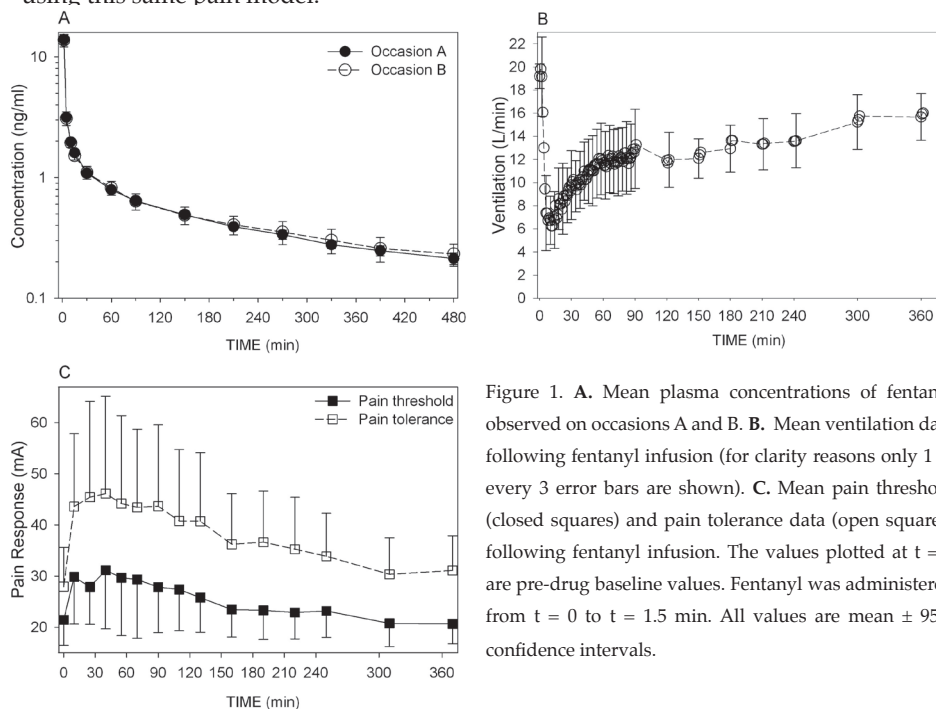 using this same pain model.
A
10
1
0.1
Concentration (ng/ml)
Occasion A
Occasion B
0 60 120 180 240 300 360 420 480
TIME (min)
B
22
20
18
16
14
12
10
8
6
4
2
0
Ventilation (L/min)
0 30 60 90 120 150 180 210 240 300 360
TIME (min)
C
60
50
40
30
20
Pain Response (mA)
Pain threshold
Pain tolerance
0 30 60 90 120 150 180 210 240 300 360
TIME (min)
Figure 1. A. Mean plasma concentrations of fentan
observed on occasions A and B. B. Mean ventilation da
following fentanyl infusion (for clarity reasons only 1
every 3 error bars are shown). C. Mean pain thresho
(closed squares) and pain tolerance data (open square
following fentanyl infusion. The values plotted at t =
are pre-drug baseline values. Fentanyl was administere
from t = 0 to t = 1.5 min. All values are mean ± 95
confidence intervals.